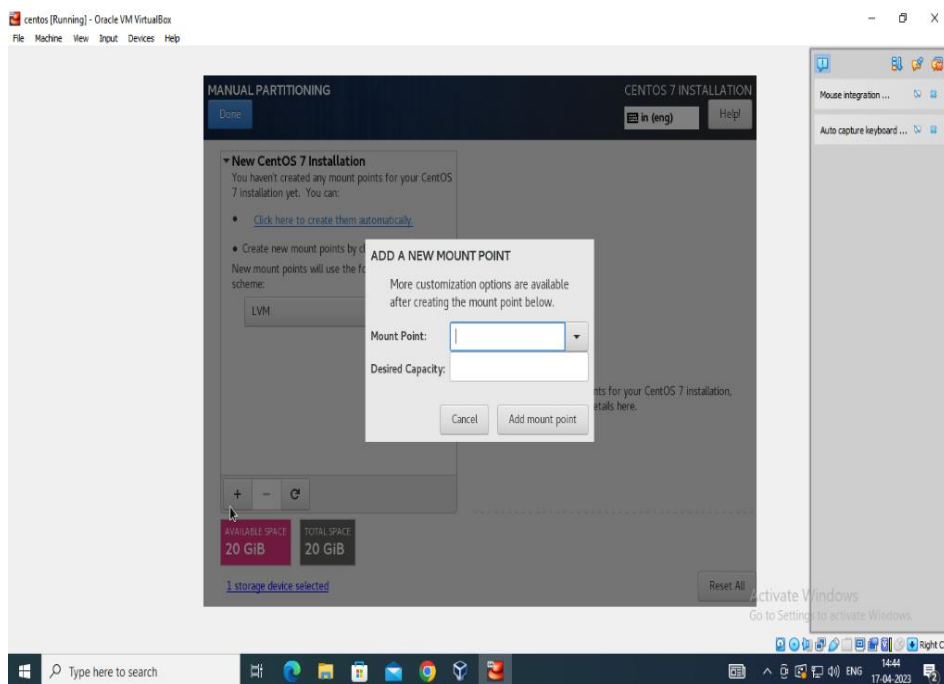 centos [Running] - Oracle VM VirtualBox
File Machine View Input Devices Help
MANUAL PARTITIONING
CENTOS 7 INSTALLATION
Done
in (eng)
Help!
Mouse integration ...
Auto capture keyboard ...
New CentOS 7 Installation
You haven't created any mount points for your CentOS
7 installation yet. You can:
• Click here to create them automatically.
• Create new mount points by cl
New mount points will use the fo
scheme:
LVM
ADD A NEW MOUNT POINT
More customization options are available
after creating the mount point below.
Mount Point:
Desired Capacity:
Cancel
Add mount point
nts for your CentOS 7 installation,
etails here.
+ −
AVAILABLE SPACE
20 GiB
TOTAL SPACE
20 GiB
1 storage device selected
Reset All
Activate Windows
Go to Settings to activate Windows.
Right C
Type here to search
ENG
14:44
17-04-2023
2